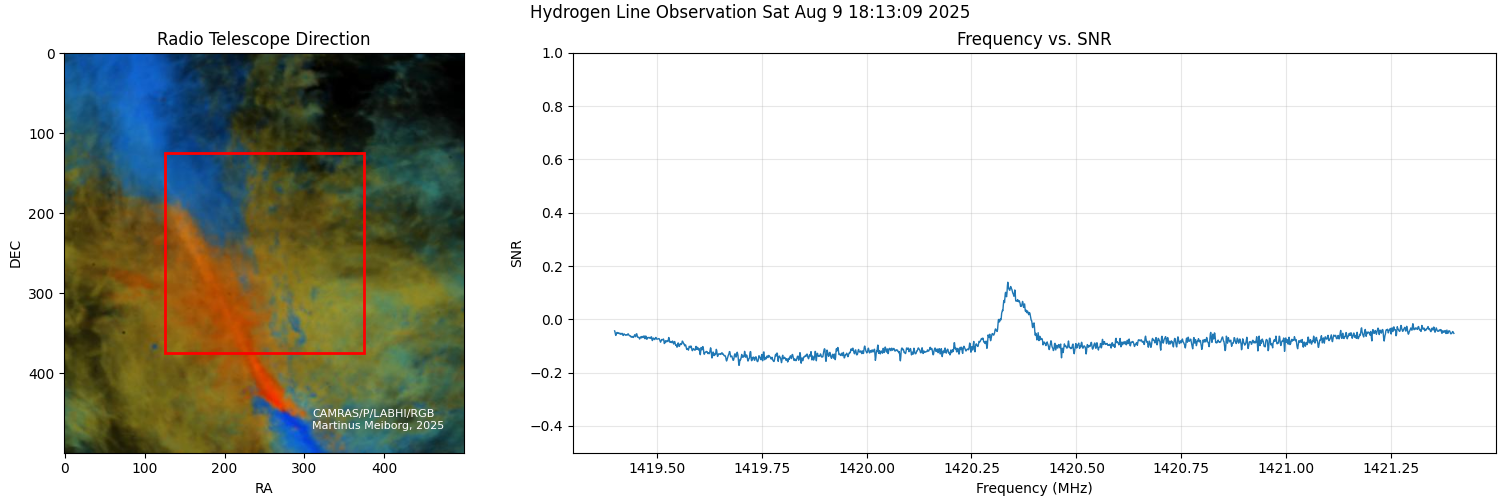 Hydrogen Line Observation Sat Aug 9 18:13:09 2025
Radio Telescope Direction
0
100
200
300
400
DEC
0 100 200 300 400
RA
CAMRAS/P/LABHI/RGB
Martinus Meiborg, 2025
Frequency vs. SNR
1.0
0.8
0.6
0.4
0.2
0.0
−0.2
−0.4
SNR
1419.50 1419.75 1420.00 1420.25 1420.50 1420.75 1421.00 1421.25
Frequency (MHz)